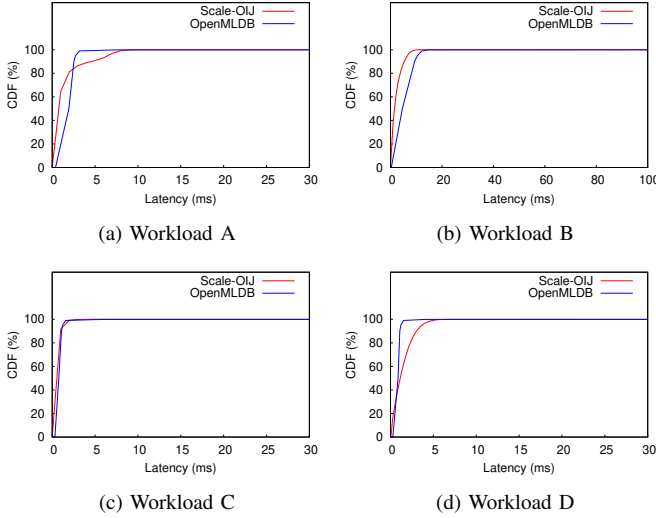 Scale-OIJ
OpenMLDB
CDF (%)
100
80
60
40
20
0
0 5 10 15 20 25 30
Latency (ms)
(a) Workload A
Scale-OIJ
OpenMLDB
CDF (%)
100
80
60
40
20
0
0 20 40 60 80 100
Latency (ms)
(b) Workload B
Scale-OIJ
OpenMLDB
CDF (%)
100
80
60
40
20
0
0 5 10 15 20 25 30
Latency (ms)
(c) Workload C
Scale-OIJ
OpenMLDB
CDF (%)
100
80
60
40
20
0
0 5 10 15 20 25 30
Latency (ms)
(d) Workload D